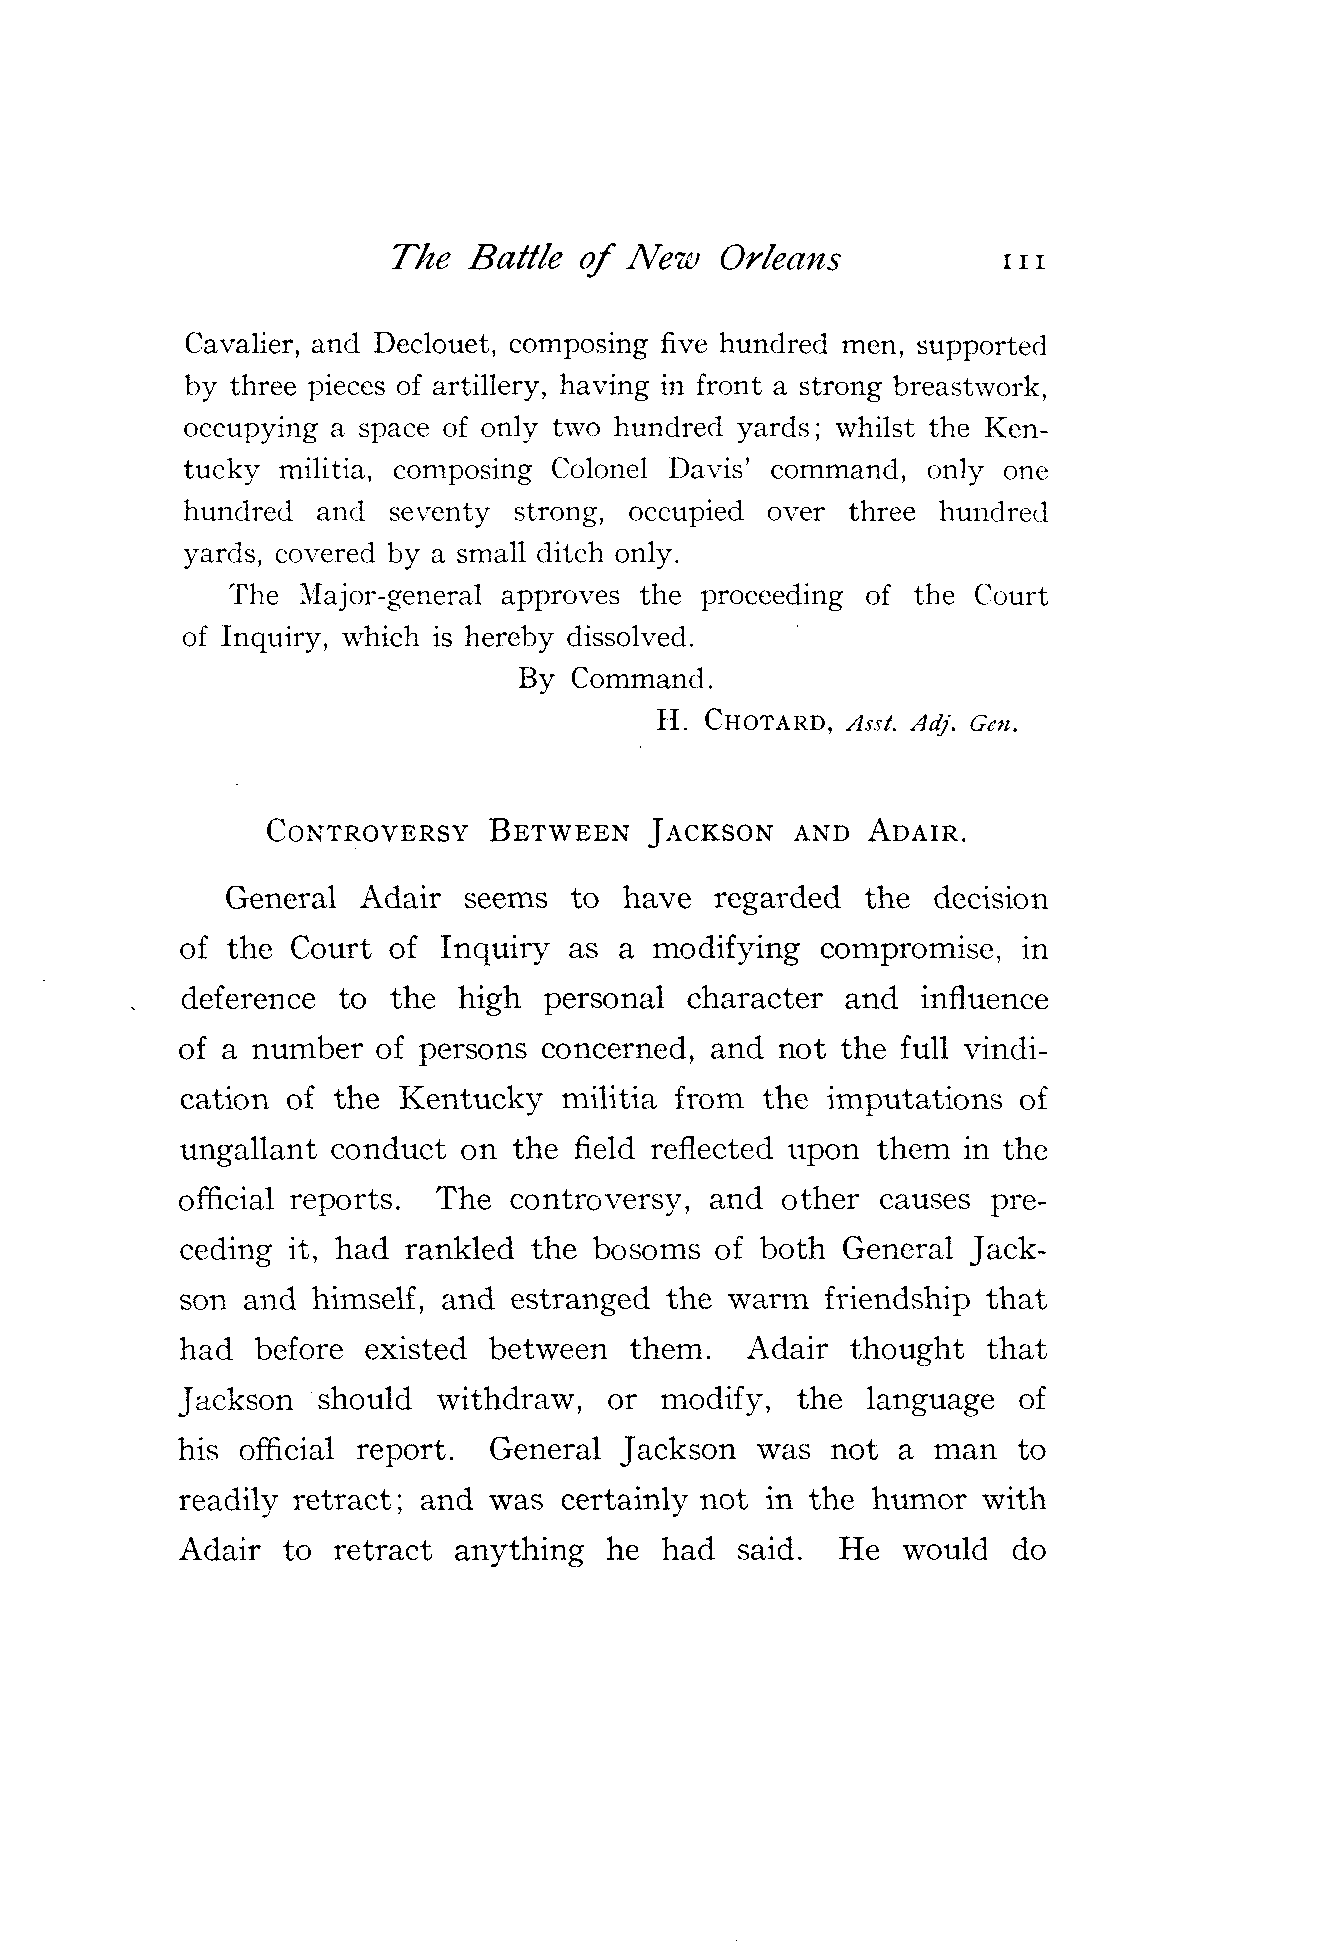 The Battle of New Orleans 111
Cavalier, and Declouet, composing five hundred men, supported
by three pieces of artillery, having in front a strong breastwork,
occupying a space of only two hundred yards; whilst the Ken-
tucky militia, composing Colonel Davis' command, only one
hundred and seventy strong, occupied over three hundred
yards, covered by a small ditch only.
The Major-general approves the proceeding of the Court
of Inquiry, which is hereby dissolved.
By Command.
H. CHOTARD, Asst. Adj. Gen.
CONTROVERSY BETWEEN JACKSON AND ADAIR.
General Adair seems to have regarded the decision
of the Court of Inquiry as a modifying compromise, in
deference to the high personal character and influence
of a number of persons concerned, and not the full vindi-
cation of the Kentucky militia from the imputations of
ungallant conduct on the field reflected upon them in the
official reports. The controversy, and other causes pre-
ceding it, had rankled the bosoms of both General Jack-
son and himself, and estranged the warm friendship that
had before existed between them. Adair thought that
Jackson should withdraw, or modify, the language of
his official report. General Jackson was not a man to
readily retract; and was certainly not in the humor with
Adair to retract anything he had said. He would do